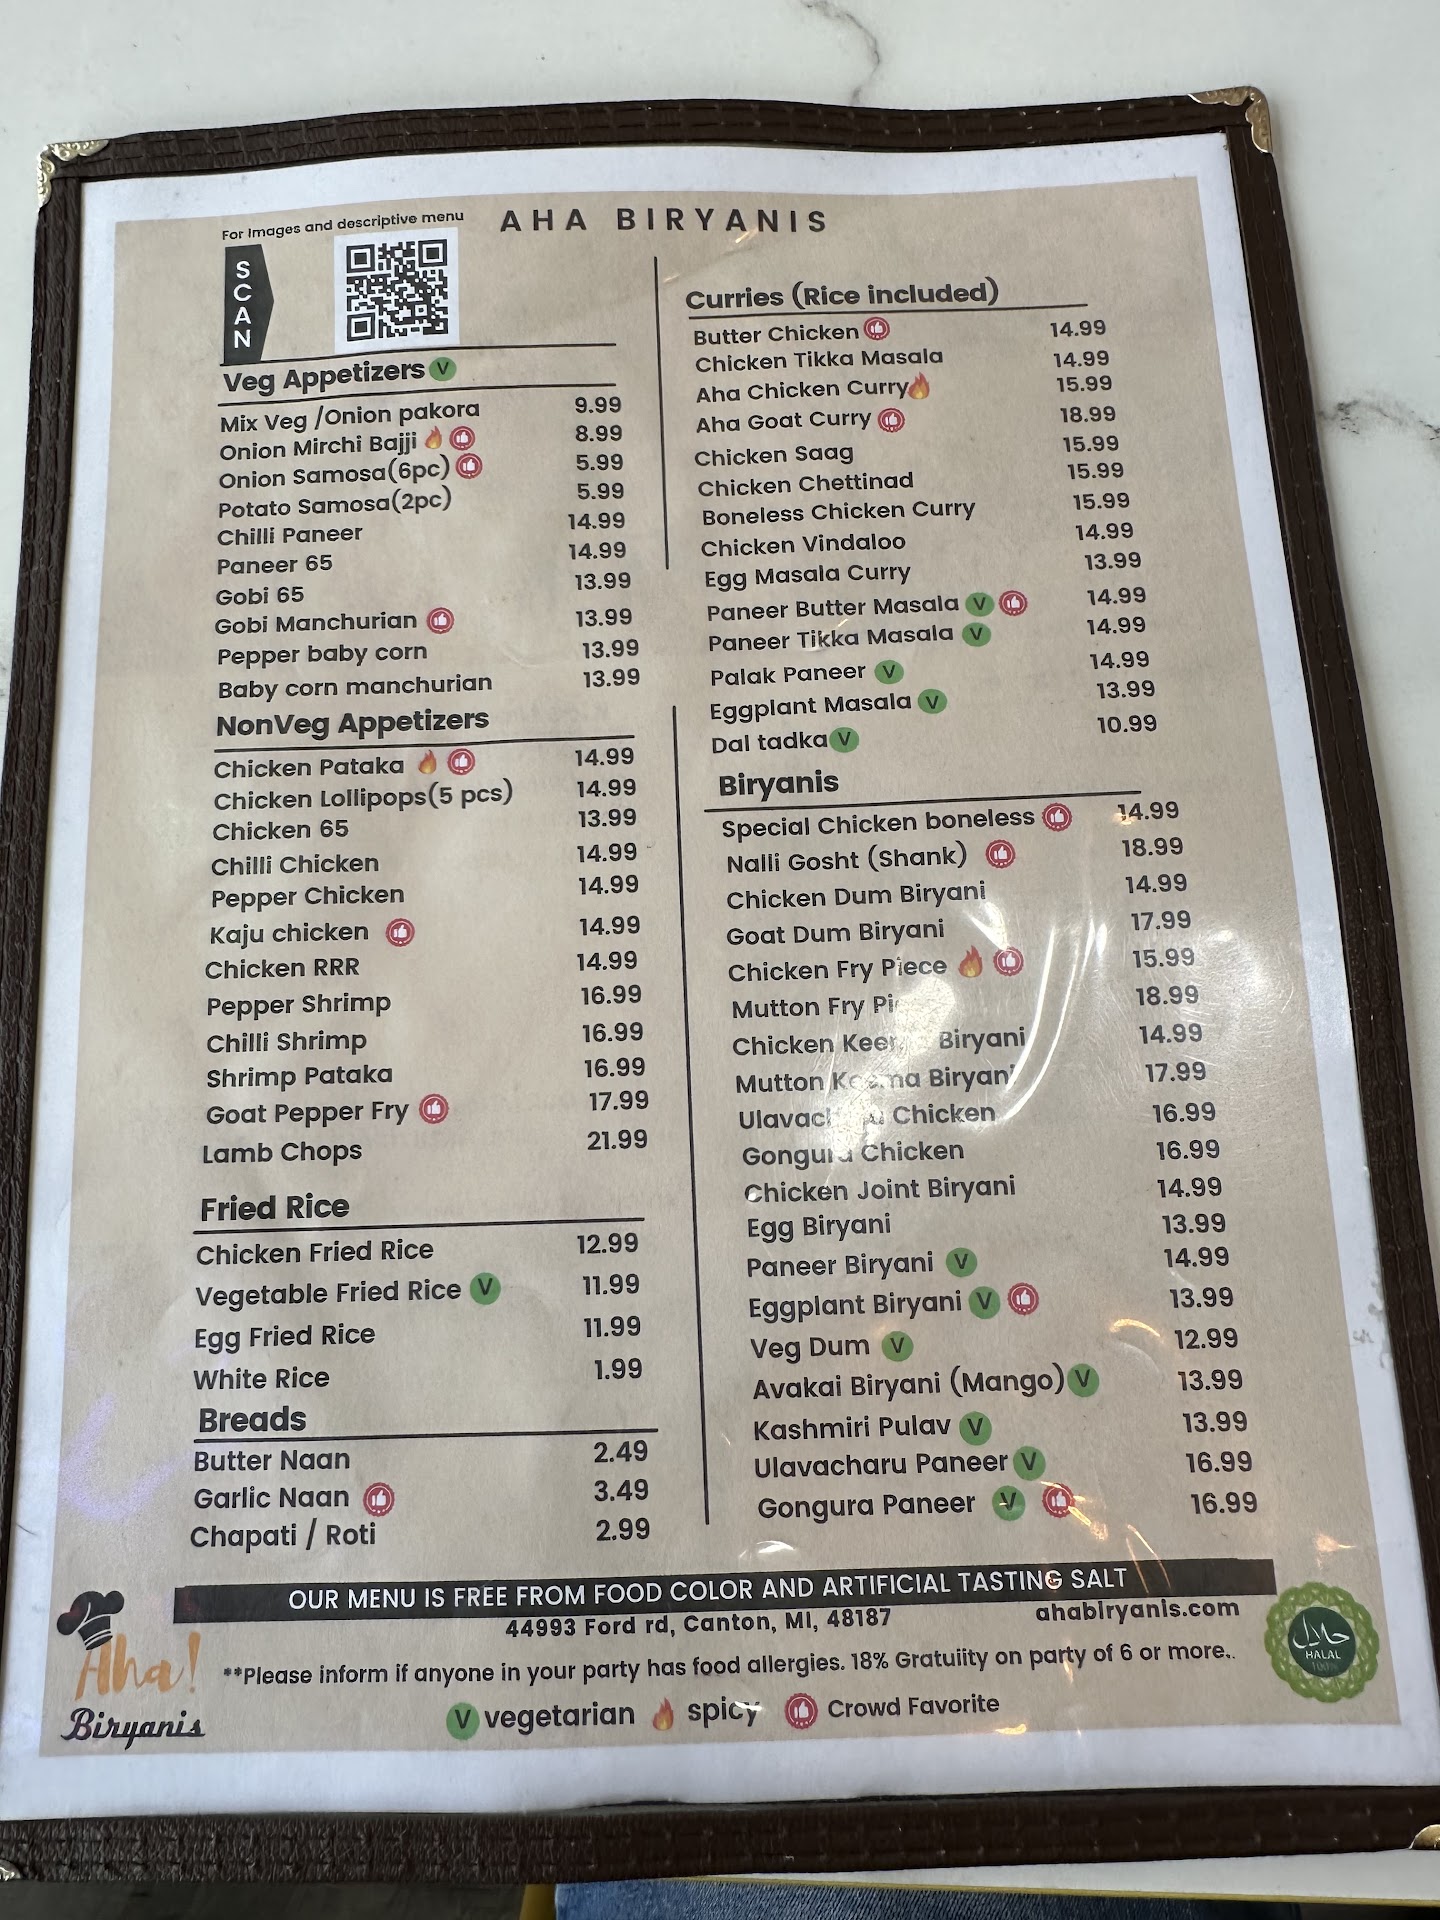 For Images and descriptive menu
AHA BIRYANIS
SCAN
Veg Appetizers V
Mix Veg /Onion pakora 9.99
Onion Mirchi Bajji 8.99
Onion Samosa(6pc) 5.99
Potato Samosa(2pc) 5.99
Chilli Paneer 14.99
Paneer 65 14.99
Gobi 65 13.99
Gobi Manchurian 13.99
Pepper baby corn 13.99
Baby corn manchurian 13.99
NonVeg Appetizers
Chicken Pataka 14.99
Chicken Lollipops(5 pcs) 14.99
Chicken 65 13.99
Chilli Chicken 14.99
Pepper Chicken 14.99
Kaju chicken 14.99
Chicken RRR 14.99
Pepper Shrimp 16.99
Chilli Shrimp 16.99
Shrimp Pataka 16.99
Goat Pepper Fry 17.99
Lamb Chops 21.99
Fried Rice
Chicken Fried Rice 12.99
Vegetable Fried Rice V 11.99
Egg Fried Rice 11.99
White Rice 1.99
Breads
Butter Naan 2.49
Garlic Naan 3.49
Chapati / Roti 2.99
Curries (Rice included)
Butter Chicken 14.99
Chicken Tikka Masala 14.99
Aha Chicken Curry 15.99
Aha Goat Curry 18.99
Chicken Saag 15.99
Chicken Chettinad 15.99
Boneless Chicken Curry 15.99
Chicken Vindaloo 14.99
Egg Masala Curry 13.99
Paneer Butter Masala V 14.99
Paneer Tikka Masala V 14.99
Palak Paneer V 14.99
Eggplant Masala V 13.99
Dal tadka V 10.99
Biryanis
Special Chicken boneless 14.99
Nalli Gosht (Shank) 18.99
Chicken Dum Biryani 14.99
Goat Dum Biryani 17.99
Chicken Fry Piece 15.99
Mutton Fry 18.99
Chicken Biryani 14.99
Mutton Keema Biryani 17.99
Chicken 16.99
Gongura Chicken 16.99
Chicken Joint Biryani 14.99
Egg Biryani 13.99
Paneer Biryani V 14.99
Eggplant Biryani V 13.99
Veg Dum V 12.99
Avakai Biryani (Mango) V 13.99
Kashmiri Pulav V 13.99
Ulavacharu Paneer V 16.99
Gongura Paneer V 16.99
OUR MENU IS FREE FROM FOOD COLOR AND ARTIFICIAL TASTING SALT
44993 Ford rd, Canton, MI, 48187
ahabiryanis.com
**Please inform if anyone in your party has food allergies. 18% Gratuiity on party of 6 or more..
V vegetarian spicy Crowd Favorite
Aha!
Biryanis
حلال
HALAL
100%